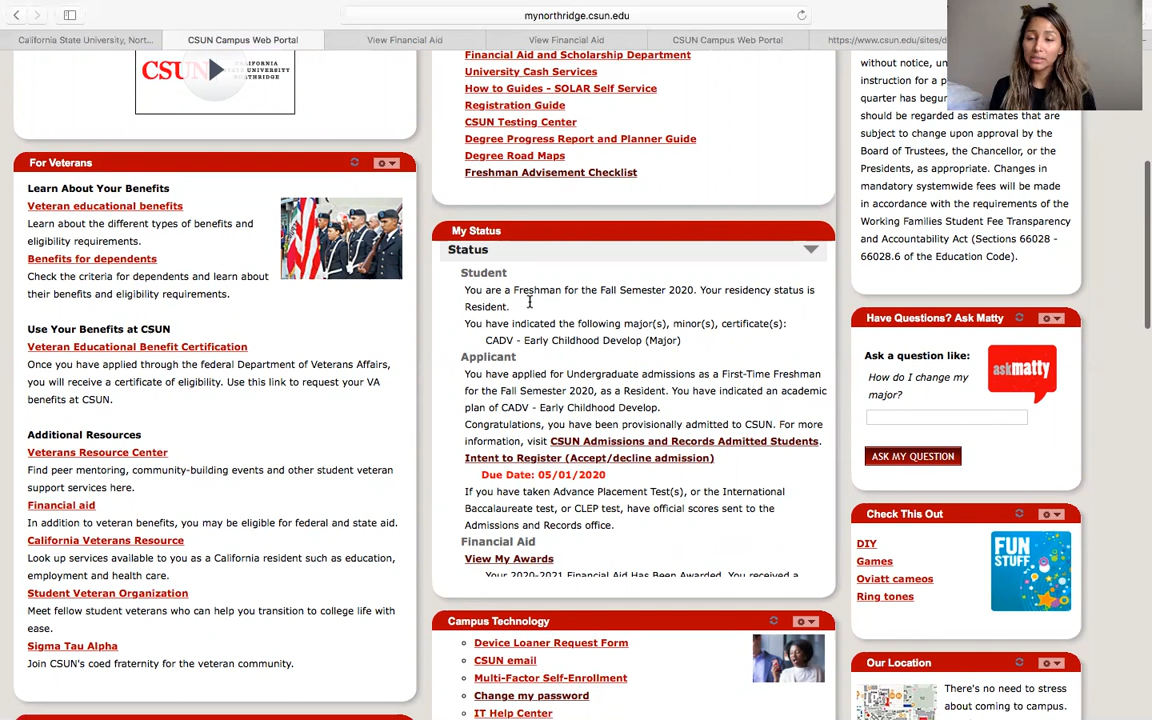 mynorthridge.csun.edu
California State University, Nort...
CSUN Campus Web Portal
View Financial Aid
View Financial Aid
CSUN Campus Web Portal
https://www.csun.edu/sites/d
CSUN
CALIFORNIA
STATE UNIVERSITY
NORTHRIDGE
For Veterans
Learn About Your Benefits
Veteran educational benefits
Learn about the different types of benefits and
eligibility requirements.
Benefits for dependents
Check the criteria for dependents and learn about
their benefits and eligibility requirements.
Use Your Benefits at CSUN
Veteran Educational Benefit Certification
Once you have applied through the federal Department of Veterans Affairs,
you will receive a certificate of eligibility. Use this link to request your VA
benefits at CSUN.
Additional Resources
Veterans Resource Center
Find peer mentoring, community-building events and other student veteran
support services here.
Financial aid
In addition to veteran benefits, you may be eligible for federal and state aid.
California Veterans Resource
Look up services available to you as a California resident such as education,
employment and health care.
Student Veteran Organization
Meet fellow student veterans who can help you transition to college life with
ease.
Sigma Tau Alpha
Join CSUN's coed fraternity for the veteran community.
Financial Aid and Scholarship Department
University Cash Services
How to Guides - SOLAR Self Service
Registration Guide
CSUN Testing Center
Degree Progress Report and Planner Guide
Degree Road Maps
Freshman Advisement Checklist
My Status
Status
Student
You are a Freshman for the Fall Semester 2020. Your residency status is
Resident.
You have indicated the following major(s), minor(s), certificate(s):
CADV - Early Childhood Develop (Major)
Applicant
You have applied for Undergraduate admissions as a First-Time Freshman
for the Fall Semester 2020, as a Resident. You have indicated an academic
plan of CADV - Early Childhood Develop.
Congratulations, you have been provisionally admitted to CSUN. For more
information, visit CSUN Admissions and Records Admitted Students.
Intent to Register (Accept/decline admission)
Due Date: 05/01/2020
If you have taken Advance Placement Test(s), or the International
Baccalaureate test, or CLEP test, have official scores sent to the
Admissions and Records office.
Financial Aid
View My Awards
Your 2020-2021 Financial Aid Has Been Awarded. You received a
Campus Technology
Device Loaner Request Form
CSUN email
Multi-Factor Self-Enrollment
Change my password
IT Help Center
without notice, un
instruction for a p
quarter has begun
should be regarded as estimates that are
subject to change upon approval by the
Board of Trustees, the Chancellor, or the
Presidents, as appropriate. Changes in
mandatory systemwide fees will be made
in accordance with the requirements of the
Working Families Student Fee Transparency
and Accountability Act (Sections 66028 -
66028.6 of the Education Code).
Have Questions? Ask Matty
Ask a question like:
How do I change my
major?
askmatty
ASK MY QUESTION
Check This Out
DIY
Games
Oviatt cameos
Ring tones
FUN
STUFF
Our Location
There's no need to stress
about coming to campus.